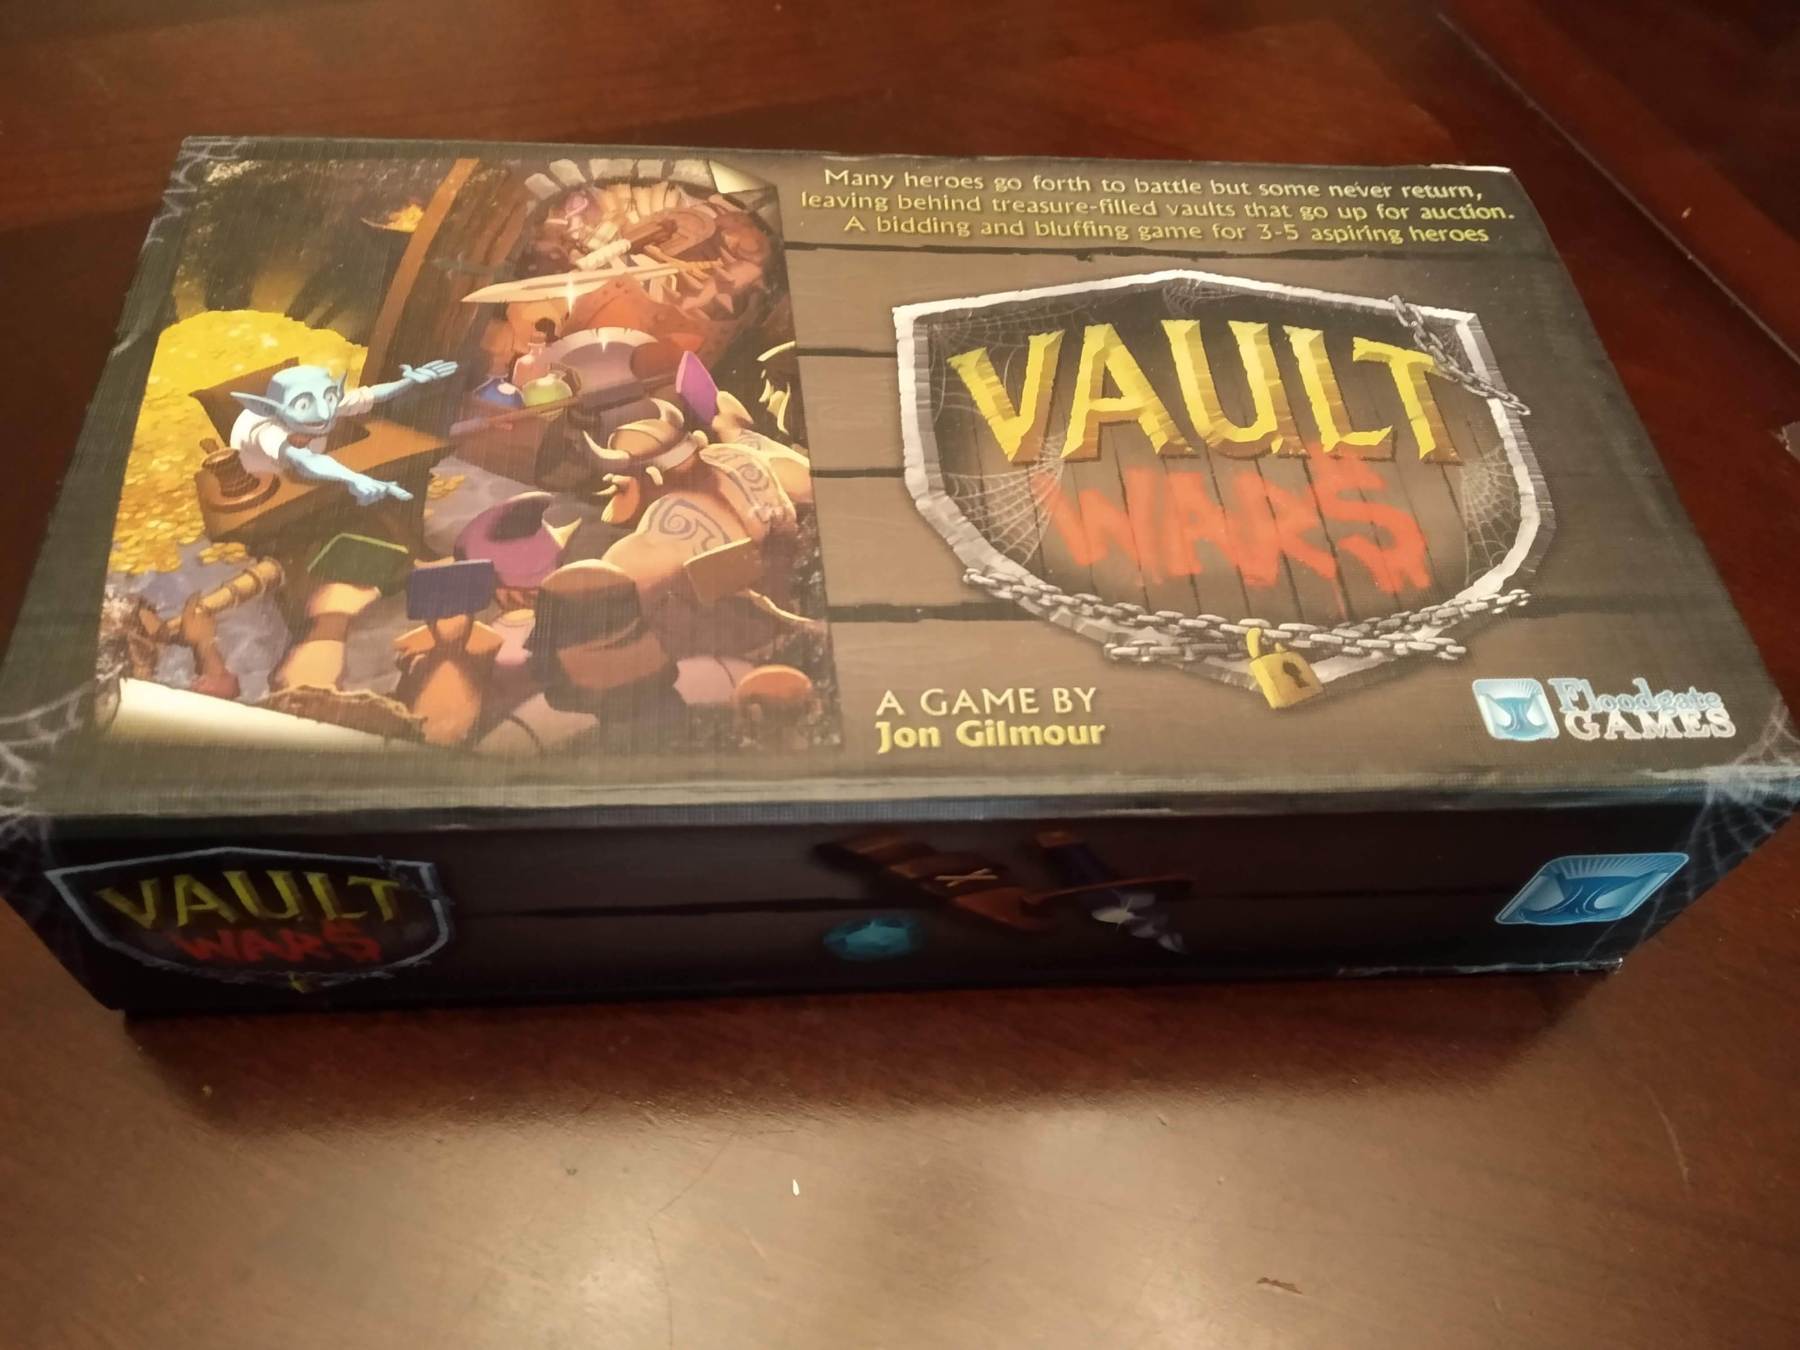 Many heroes go forth to battle but some never return,
leaving behind treasure-filled vaults that go up for auction.
A bidding and bluffing game for 3-5 aspiring heroes
VAULT
WARS
A GAME BY
Jon Gilmour
Floodgate
GAMES
VAULT
WARS